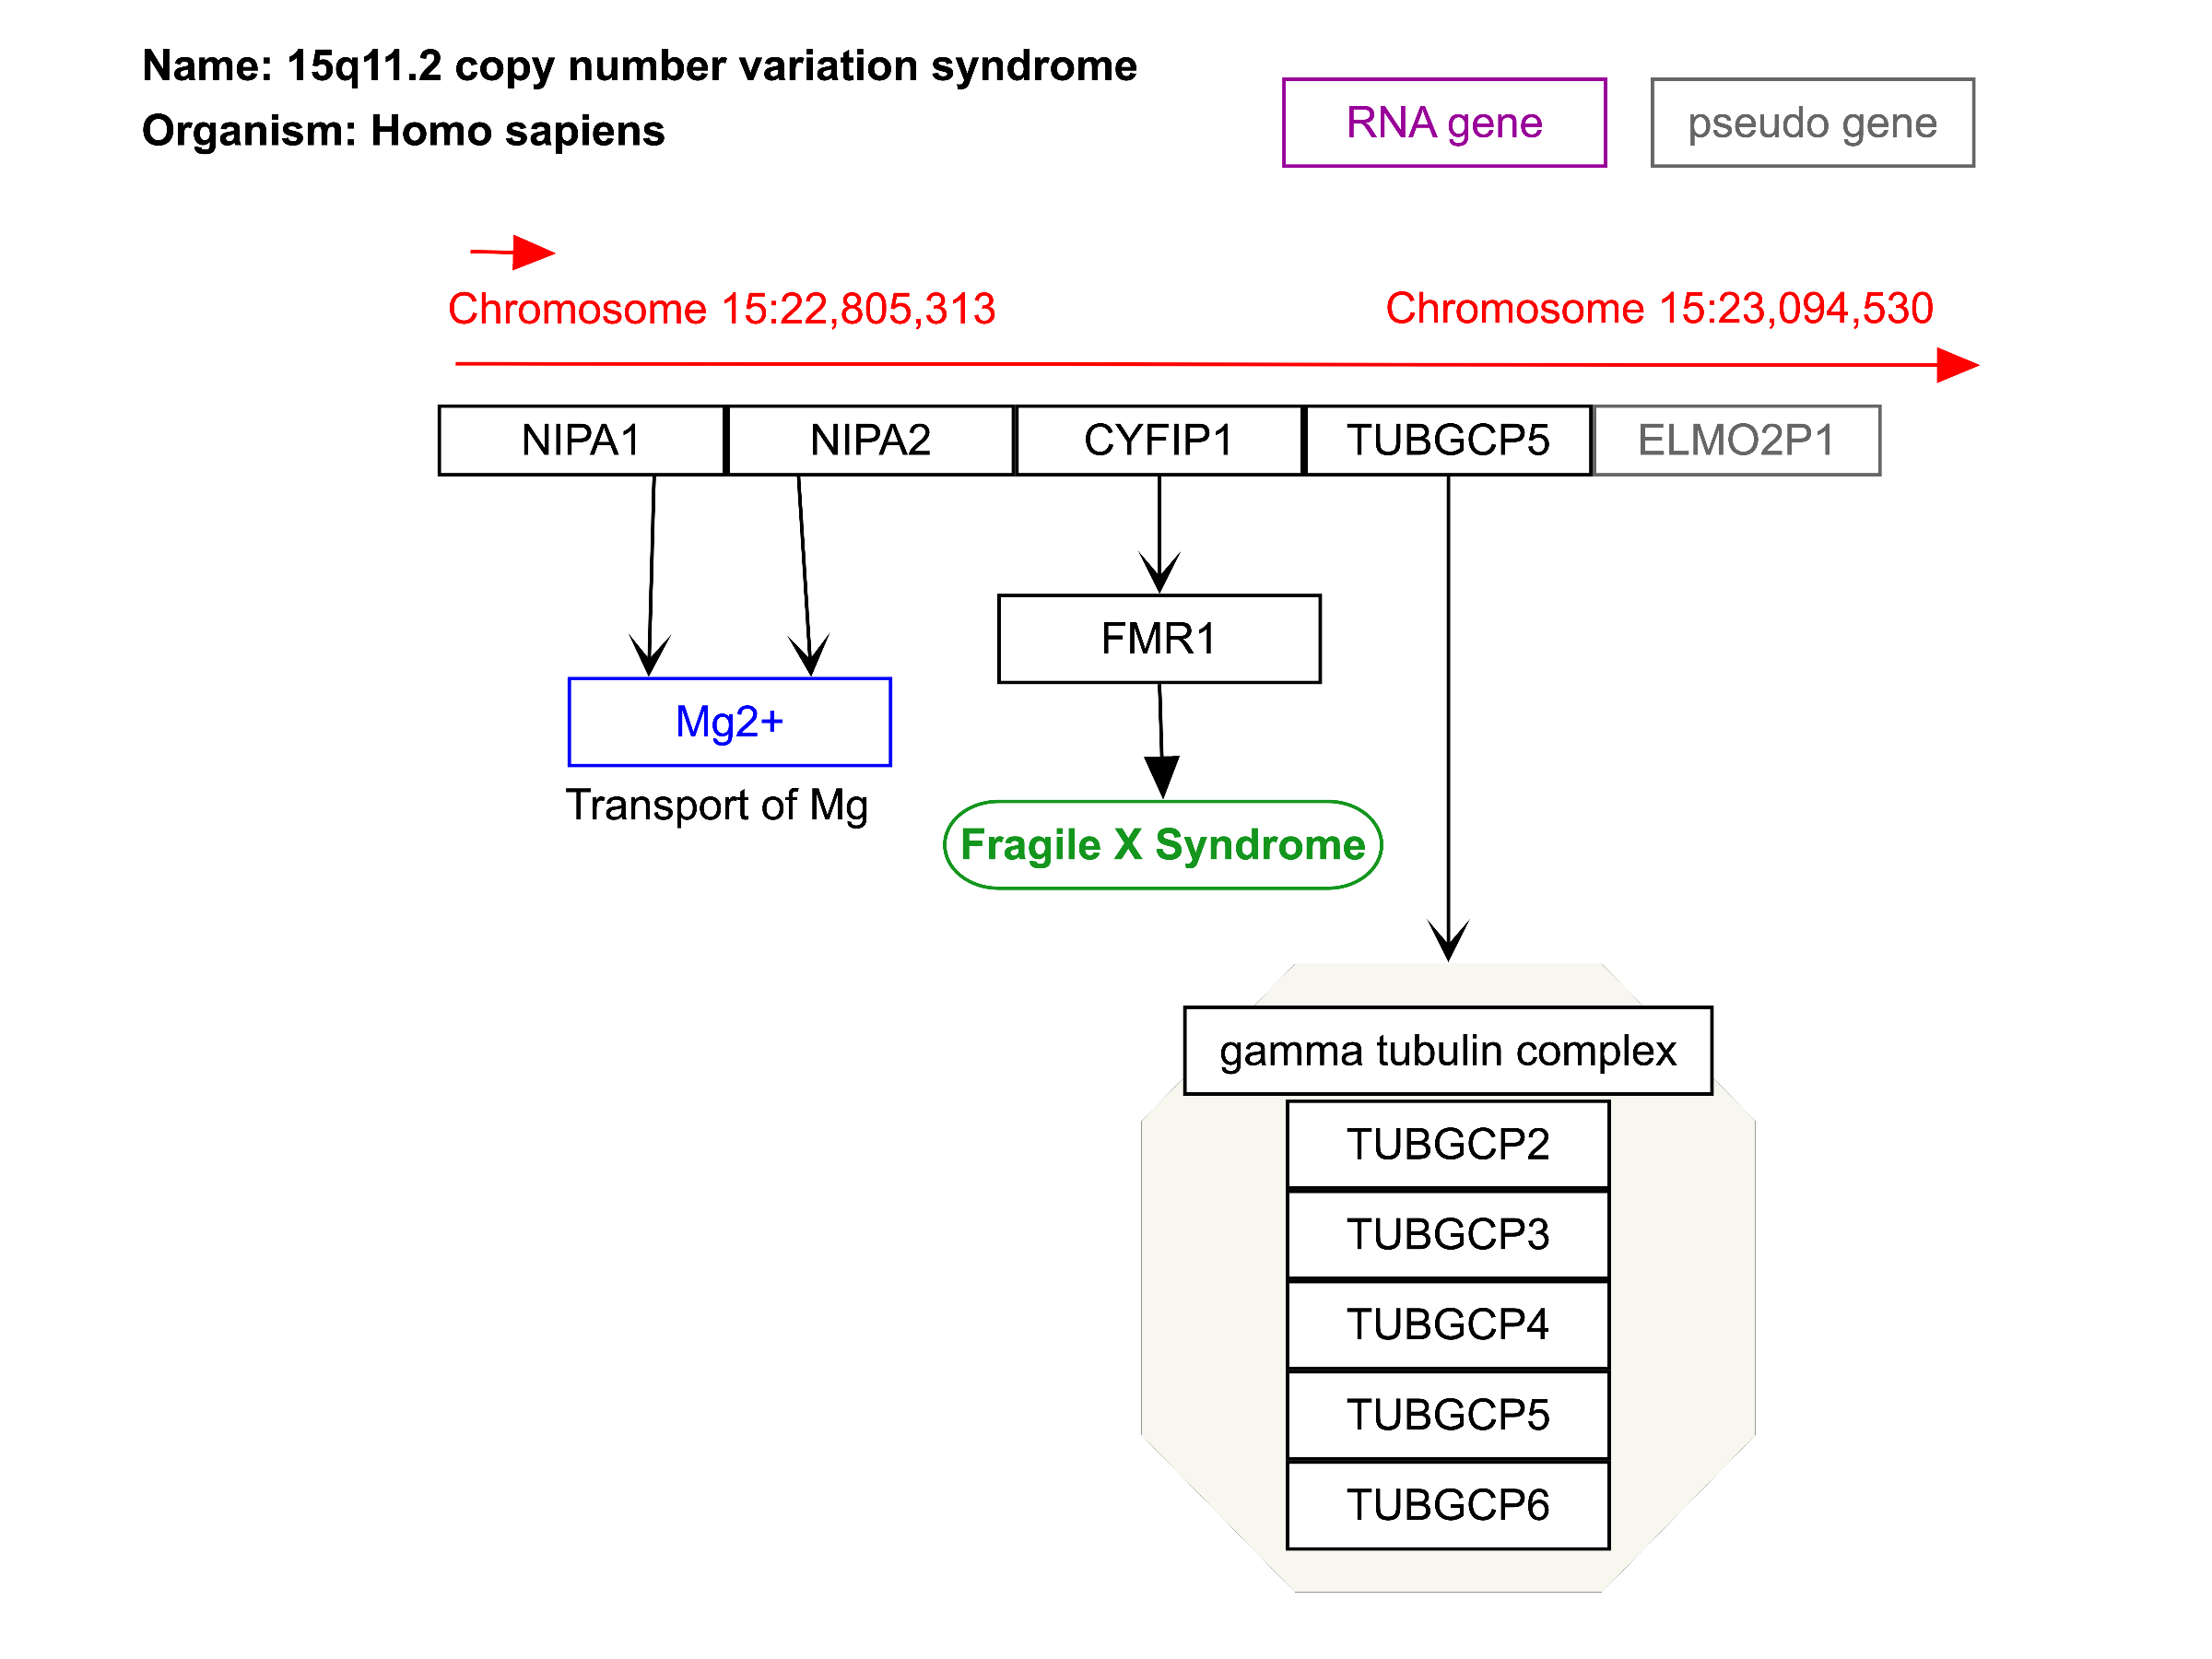 Name: 15q11.2 copy number variation syndrome
Organism: Homo sapiens
RNA gene
pseudo gene
Chromosome 15:22,805,313
Chromosome 15:23,094,530
NIPA1
NIPA2
CYFIP1
TUBGCP5
ELMO2P1
FMR1
Mg2+
Transport of Mg
Fragile X Syndrome
gamma tubulin complex
TUBGCP2
TUBGCP3
TUBGCP4
TUBGCP5
TUBGCP6